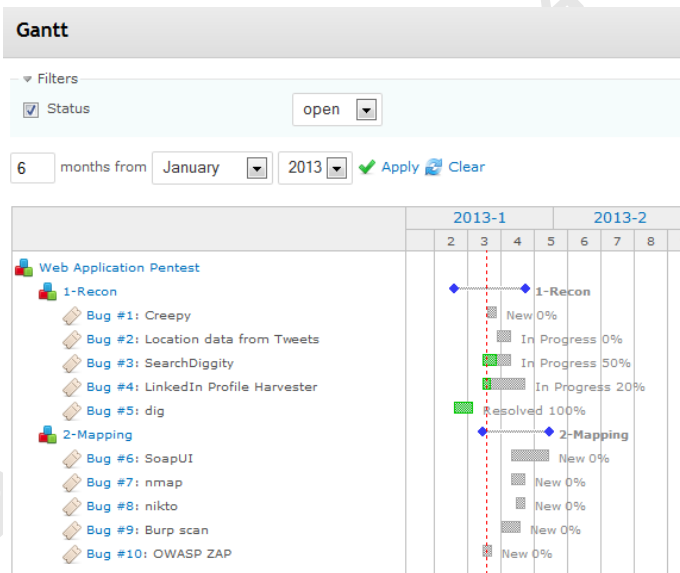 Gantt
Filters
Status open
6 months from January 2013 Apply Clear
2013-1 2013-2
2 3 4 5 6 7 8
Web Application Pentest
1-Recon 1-Recon
Bug #1: Creepy New 0%
Bug #2: Location data from Tweets In Progress 0%
Bug #3: SearchDiggity In Progress 50%
Bug #4: LinkedIn Profile Harvester In Progress 20%
Bug #5: dig Resolved 100%
2-Mapping 2-Mapping
Bug #6: SoapUI New 0%
Bug #7: nmap New 0%
Bug #8: nikto New 0%
Bug #9: Burp scan New 0%
Bug #10: OWASP ZAP New 0%